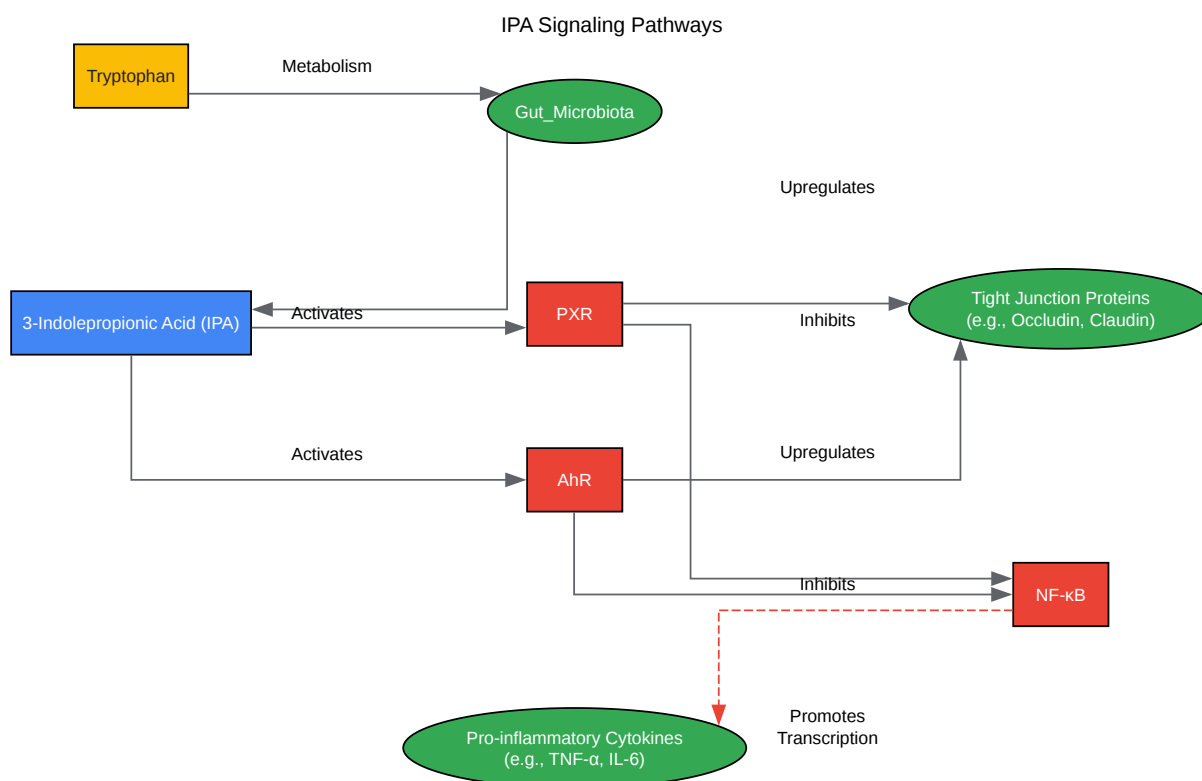 IPA Signaling Pathways
Tryptophan
Metabolism
Gut_Microbiota
Upregulates
3-Indolepropionic Acid (IPA)
Activates
PXR
Inhibits
Tight Junction Proteins
(e.g., Occludin, Claudin)
Activates
AhR
Upregulates
Inhibits
NF-κB
Promotes
Transcription
Pro-inflammatory Cytokines
(e.g., TNF-α, IL-6)